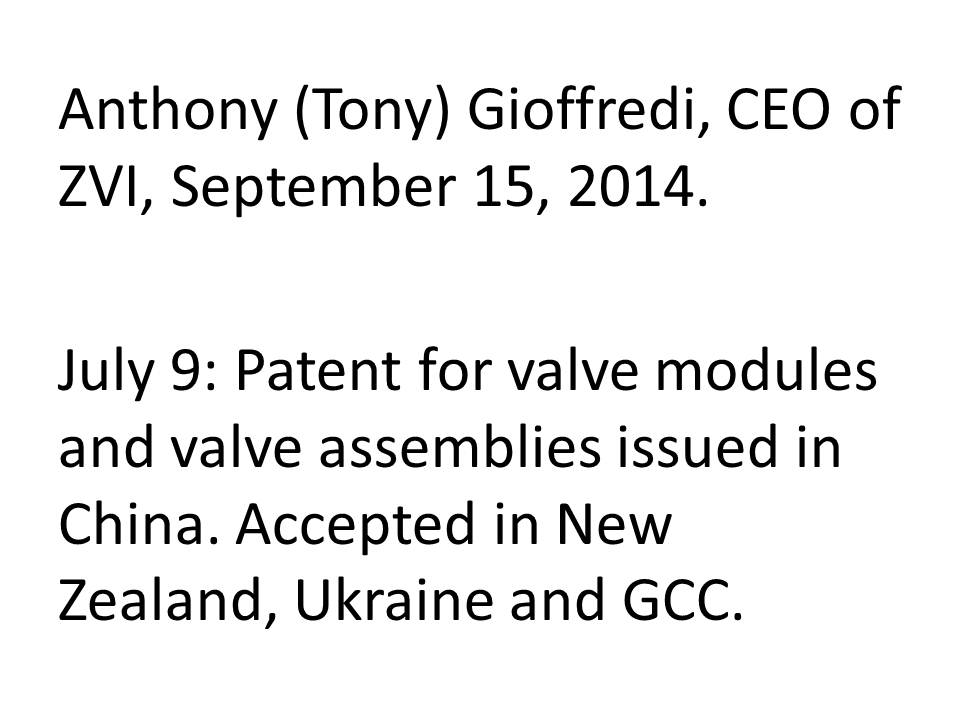 Anthony (Tony) Gioffredi, CEO of
ZVI, September 15, 2014.
July 9: Patent for valve modules
and valve assemblies issued in
China. Accepted in New
Zealand, Ukraine and GCC.